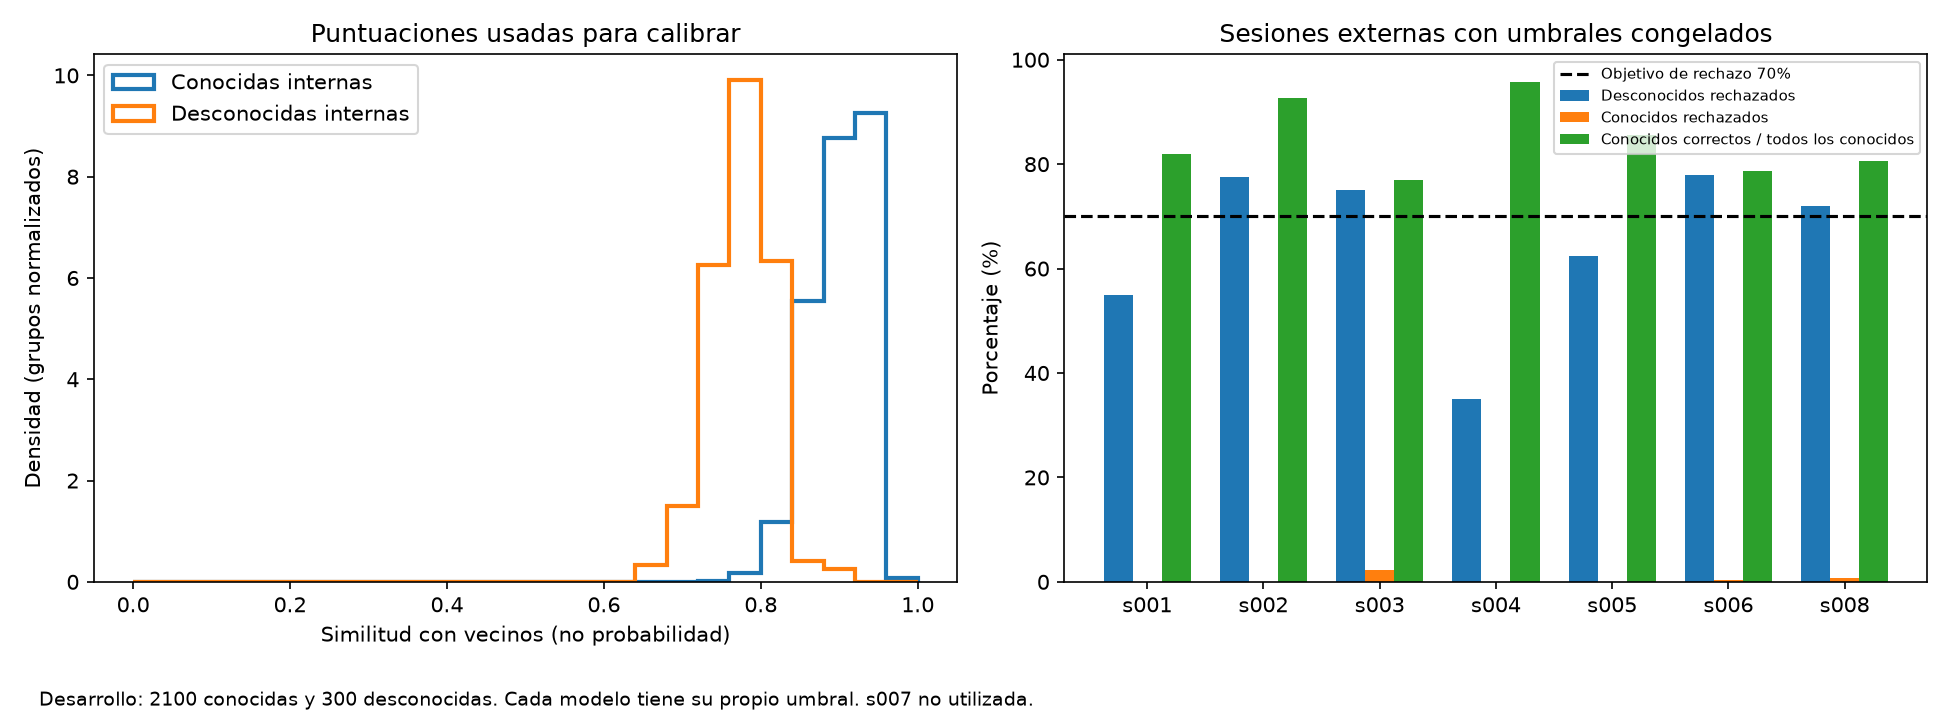 Puntuaciones usadas para calibrar
Conocidas internas
Desconocidas internas
Densidad (grupos normalizados)
10
8
6
4
2
0
0.0 0.2 0.4 0.6 0.8 1.0
Similitud con vecinos (no probabilidad)
Sesiones externas con umbrales congelados
Objetivo de rechazo 70%
Desconocidos rechazados
Conocidos rechazados
Conocidos correctos / todos los conocidos
Porcentaje (%)
100
80
60
40
20
0
s001 s002 s003 s004 s005 s006 s008
Desarrollo: 2100 conocidas y 300 desconocidas. Cada modelo tiene su propio umbral. s007 no utilizada.